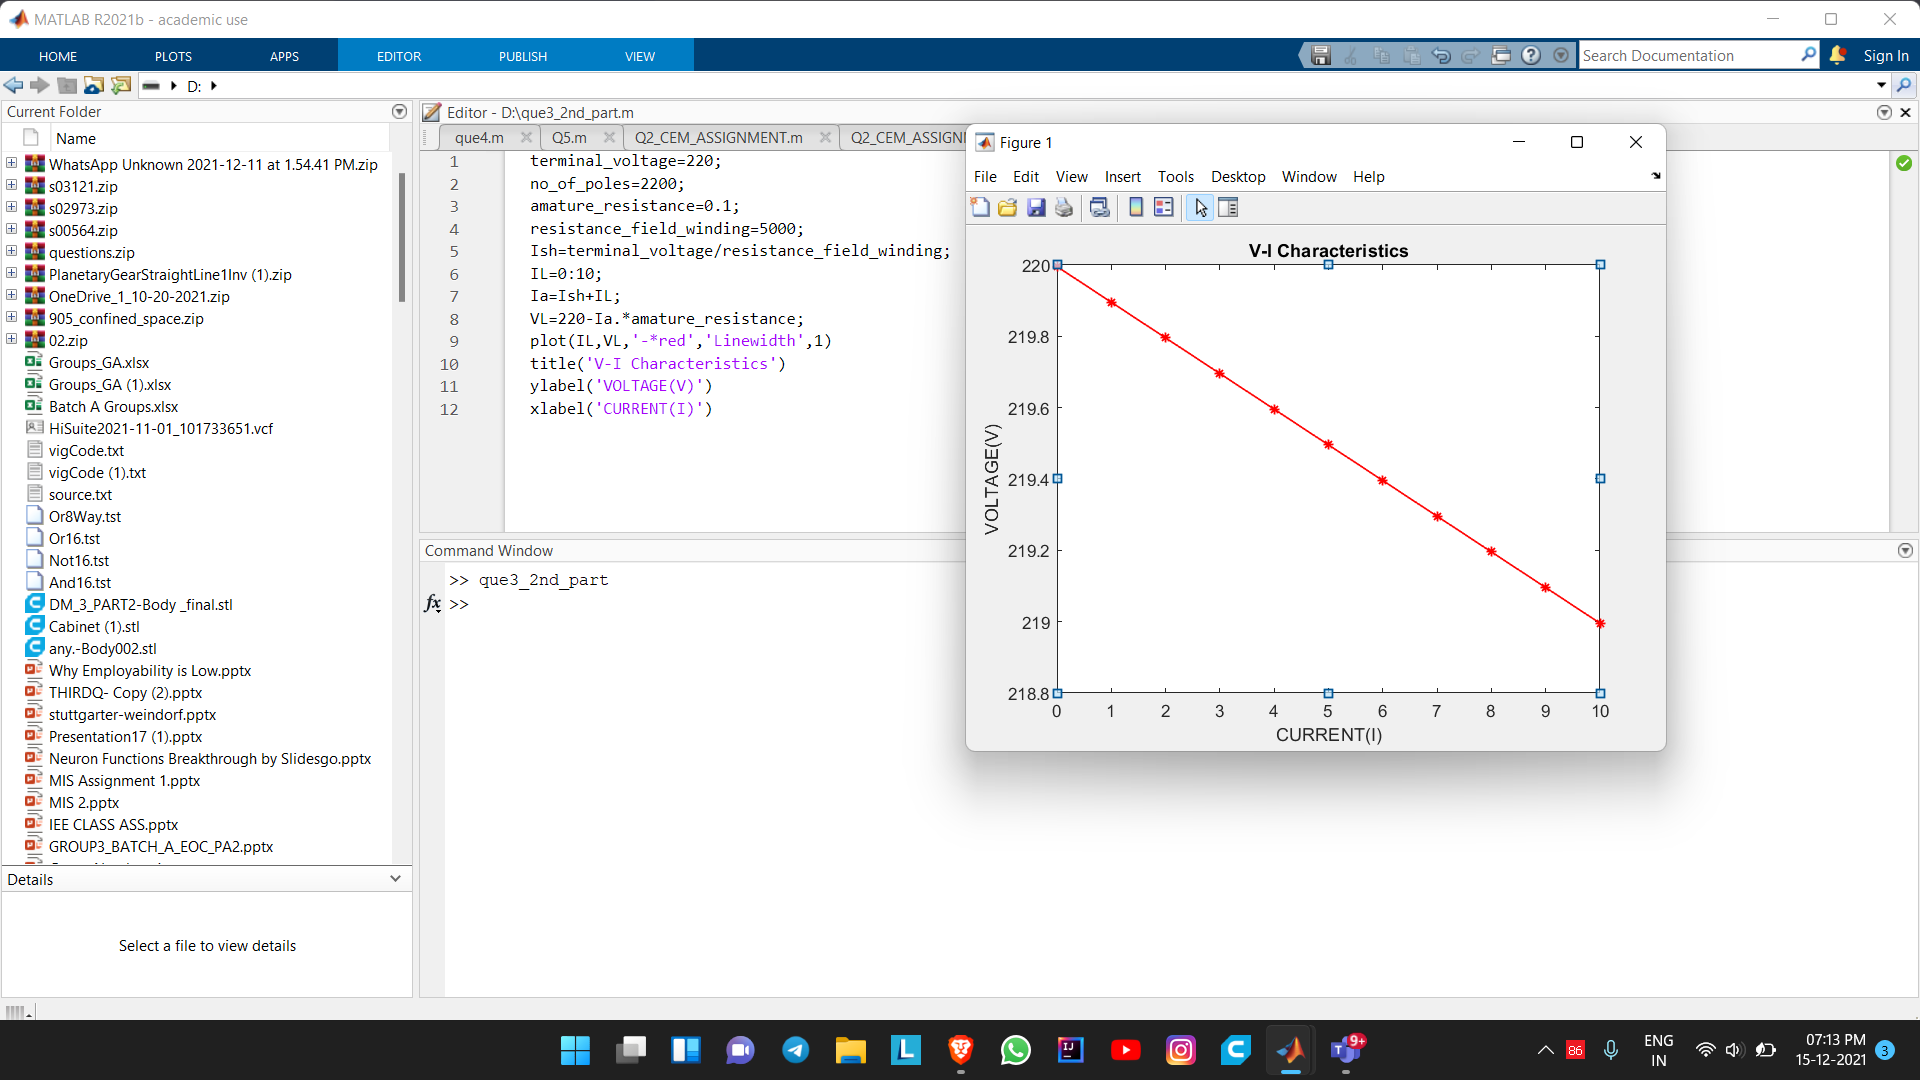 MATLAB R2021b - academic use
HOME PLOTS APPS EDITOR PUBLISH VIEW Search Documentation Sign In
D:
Current Folder
Name
WhatsApp Unknown 2021-12-11 at 1.54.41 PM.zip
s03121.zip
s02973.zip
s00564.zip
questions.zip
PlanetaryGearStraightLine1Inv (1).zip
OneDrive_1_10-20-2021.zip
905_confined_space.zip
02.zip
Groups_GA.xlsx
Groups_GA (1).xlsx
Batch A Groups.xlsx
HiSuite2021-11-01_101733651.vcf
vigCode.txt
vigCode (1).txt
source.txt
Or8Way.tst
Or16.tst
Not16.tst
And16.tst
DM_3_PART2-Body _final.stl
Cabinet (1).stl
any.-Body002.stl
Why Employability is Low.pptx
THIRDQ- Copy (2).pptx
stuttgarter-weindorf.pptx
Presentation17 (1).pptx
Neuron Functions Breakthrough by Slidesgo.pptx
MIS Assignment 1.pptx
MIS 2.pptx
IEE CLASS ASS.pptx
GROUP3_BATCH_A_EOC_PA2.pptx
Details
Select a file to view details
Editor - D:\que3_2nd_part.m
que4.m Q5.m Q2_CEM_ASSIGNMENT.m Q2_CEM_ASSIGN
1 terminal_voltage=220;
2 no_of_poles=2200;
3 amature_resistance=0.1;
4 resistance_field_winding=5000;
5 Ish=terminal_voltage/resistance_field_winding;
6 IL=0:10;
7 Ia=Ish+IL;
8 VL=220-Ia.*amature_resistance;
9 plot(IL,VL,'-*red','Linewidth',1)
10 title('V-I Characteristics')
11 ylabel('VOLTAGE(V)')
12 xlabel('CURRENT(I)')
Command Window
>> que3_2nd_part
fx >>
Figure 1
File Edit View Insert Tools Desktop Window Help
V-I Characteristics
220
219.8
219.6
219.4
219.2
219
218.8
VOLTAGE(V)
0 1 2 3 4 5 6 7 8 9 10
CURRENT(I)
L IJ T 9+ 86
ENG
IN
07:13 PM
15-12-2021
3